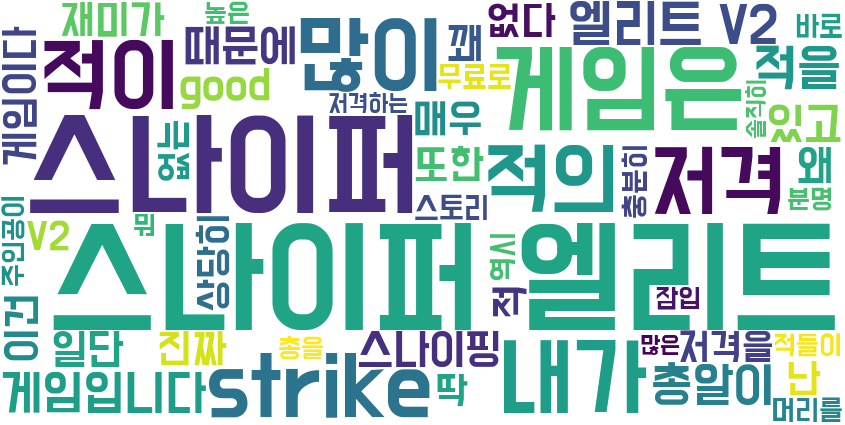 높은
재미가
없다
엘리트 V2
바로
게임이다
적이
때문에
많이
꽤
게임은
적을
good
무료로
저격하는
매우
솔직히
있고
스나이퍼
없는
또한
적의
충분히
저격
왜
분명
주인공이
V2
뭔
상당히
스토리
역시
스나이퍼 엘리트
적
잠입
이건
일단
진짜
총을
스나이핑
많은
저격을
적들이
게임입니다
strike
딱
내가
총알이
난
머리를